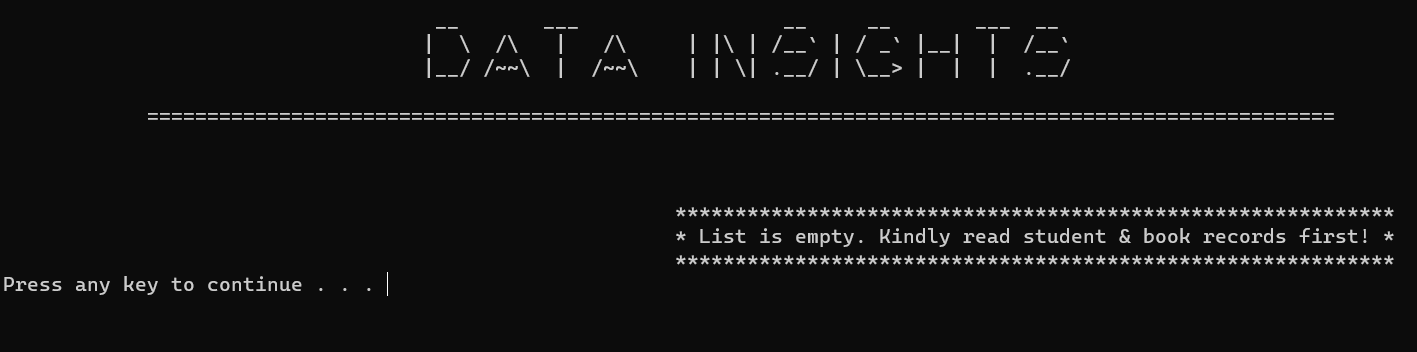 DATA INSIGHTS
===================================================================================================
************************************************************
* List is empty. Kindly read student & book records first! *
************************************************************
Press any key to continue . . .